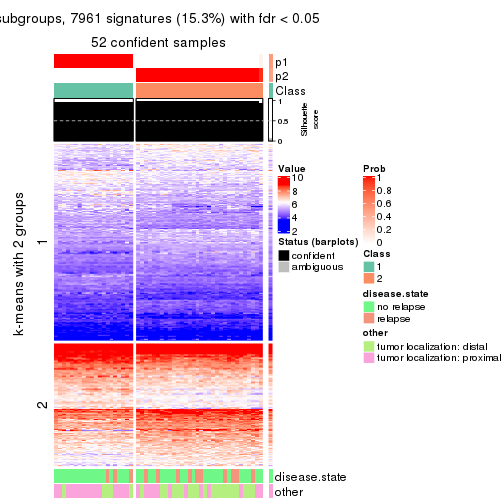 subgroups, 7961 signatures (15.3%) with fdr < 0.05
52 confident samples
p1
p2
Class
1
0.5
0
Silhouette
score
k-means with 2 groups
1
2
disease.state
other
Value
10
8
6
4
2
Status (barplots)
confident
ambiguous
Prob
1
0.8
0.6
0.4
0.2
0
Class
1
2
disease.state
no relapse
relapse
other
tumor localization: distal
tumor localization: proximal